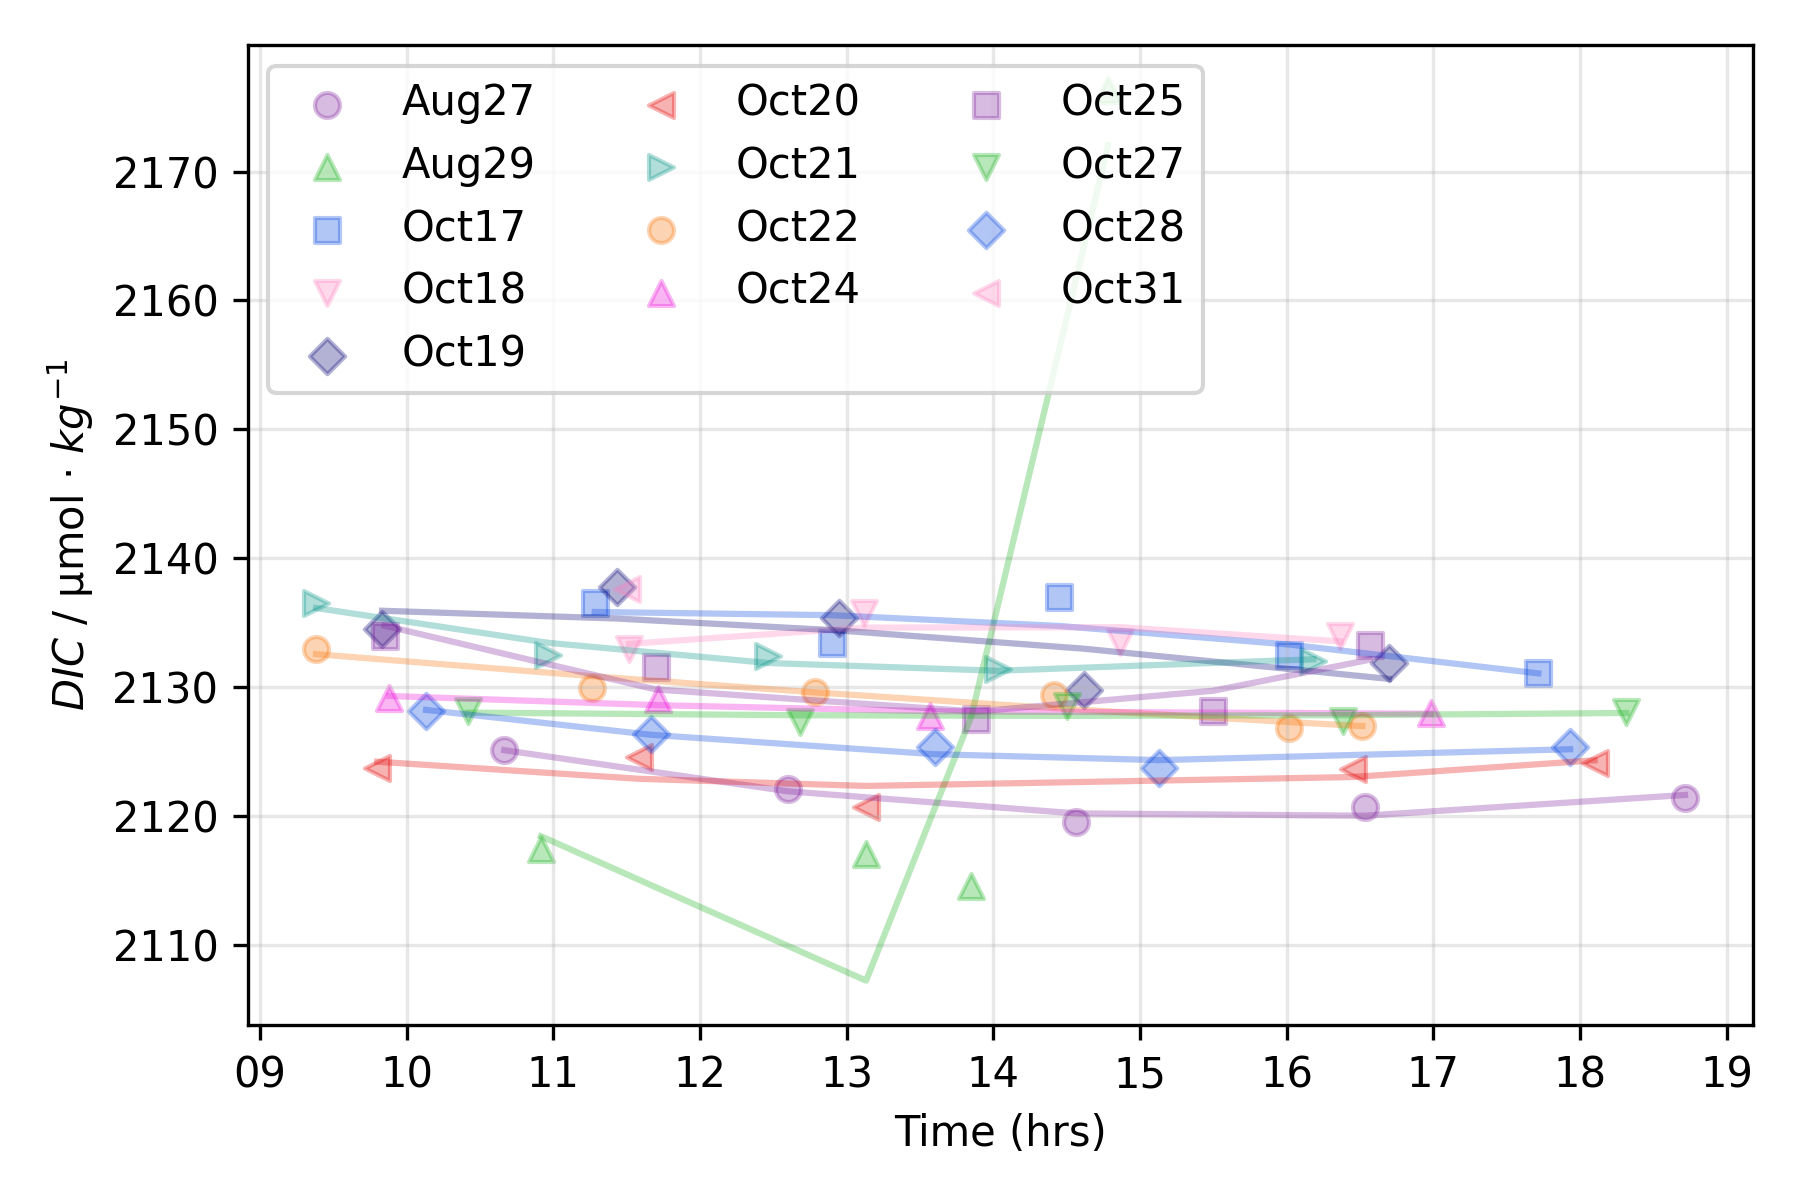 Aug27
Aug29
Oct17
Oct18
Oct19
Oct20
Oct21
Oct22
Oct24
Oct25
Oct27
Oct28
Oct31
2170
2160
2150
2140
2130
2120
2110
DIC / µmol · kg⁻¹
09 10 11 12 13 14 15 16 17 18 19
Time (hrs)